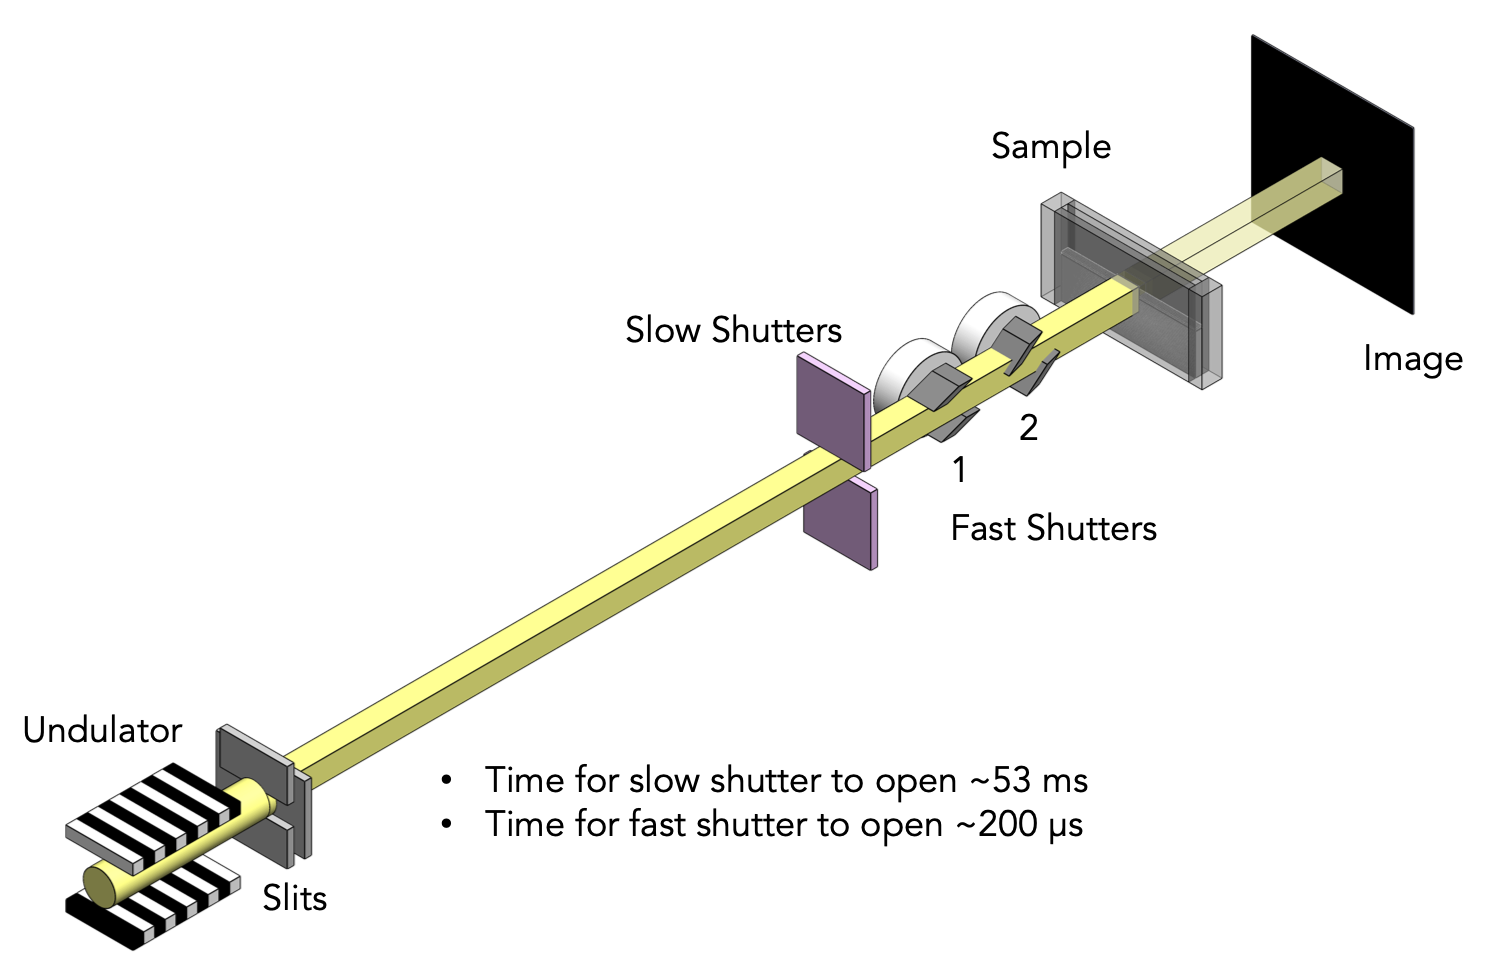 Sample
Slow Shutters
Image
2
1
Fast Shutters
Undulator
• Time for slow shutter to open ~53 ms
• Time for fast shutter to open ~200 µs
Slits